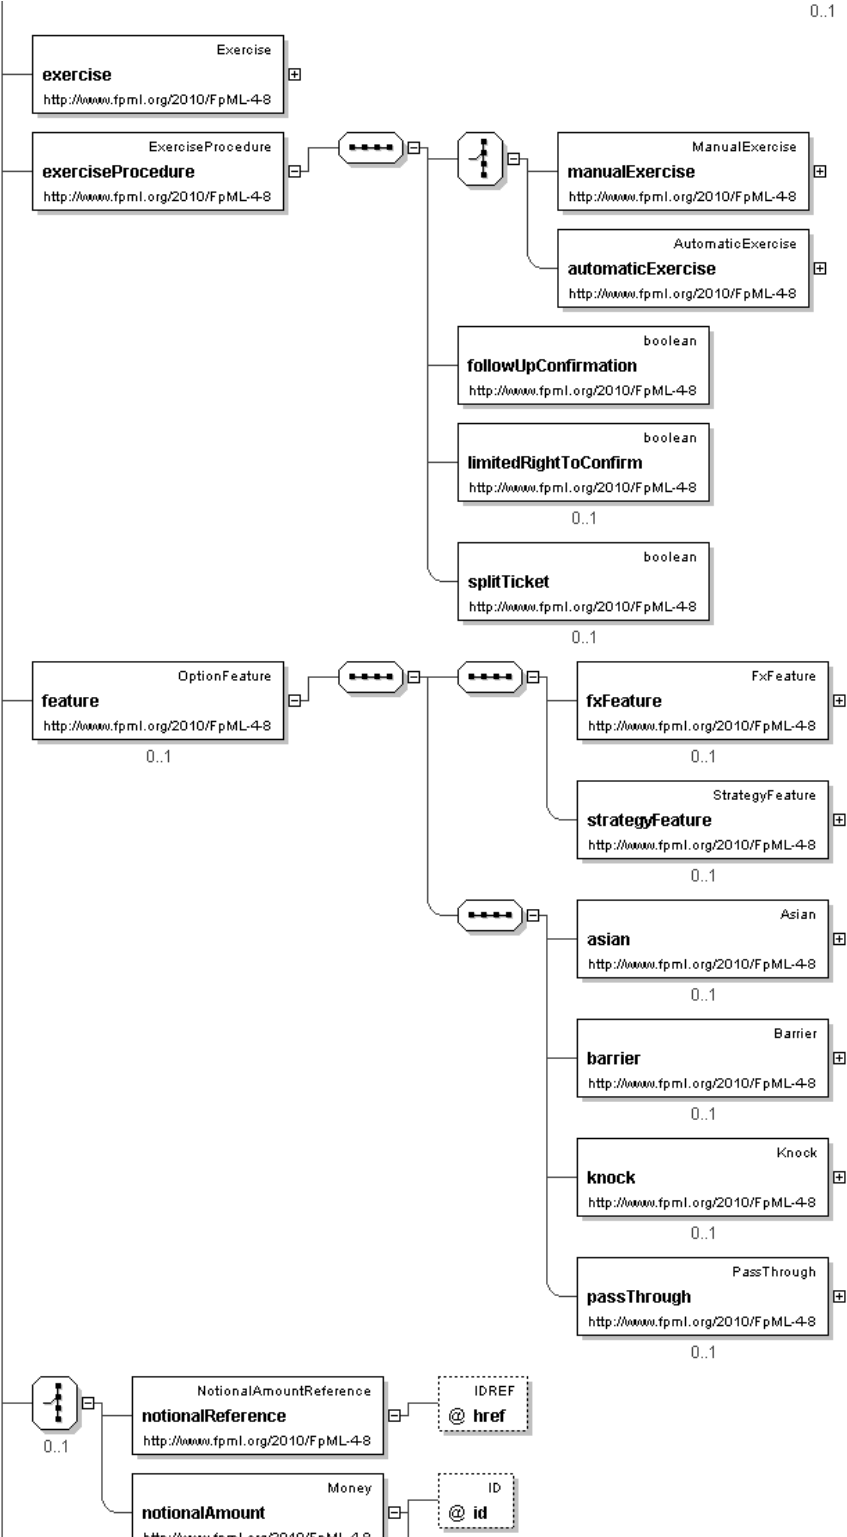 0..1
Exercise
exercise
http://www.fpml.org/2010/FpML-4-8
ExerciseProcedure
exerciseProcedure
http://www.fpml.org/2010/FpML-4-8
ManualExercise
manualExercise
http://www.fpml.org/2010/FpML-4-8
AutomaticExercise
automaticExercise
http://www.fpml.org/2010/FpML-4-8
boolean
followUpConfirmation
http://www.fpml.org/2010/FpML-4-8
boolean
limitedRightToConfirm
http://www.fpml.org/2010/FpML-4-8
0..1
boolean
splitTicket
http://www.fpml.org/2010/FpML-4-8
0..1
OptionFeature
feature
http://www.fpml.org/2010/FpML-4-8
0..1
FxFeature
fxFeature
http://www.fpml.org/2010/FpML-4-8
0..1
StrategyFeature
strategyFeature
http://www.fpml.org/2010/FpML-4-8
0..1
Asian
asian
http://www.fpml.org/2010/FpML-4-8
0..1
Barrier
barrier
http://www.fpml.org/2010/FpML-4-8
0..1
Knock
knock
http://www.fpml.org/2010/FpML-4-8
0..1
PassThrough
passThrough
http://www.fpml.org/2010/FpML-4-8
0..1
0..1
NotionalAmountReference
notionalReference
http://www.fpml.org/2010/FpML-4-8
IDREF
@ href
Money
notionalAmount
http://www.fpml.org/2010/FpML-4-8
ID
@ id